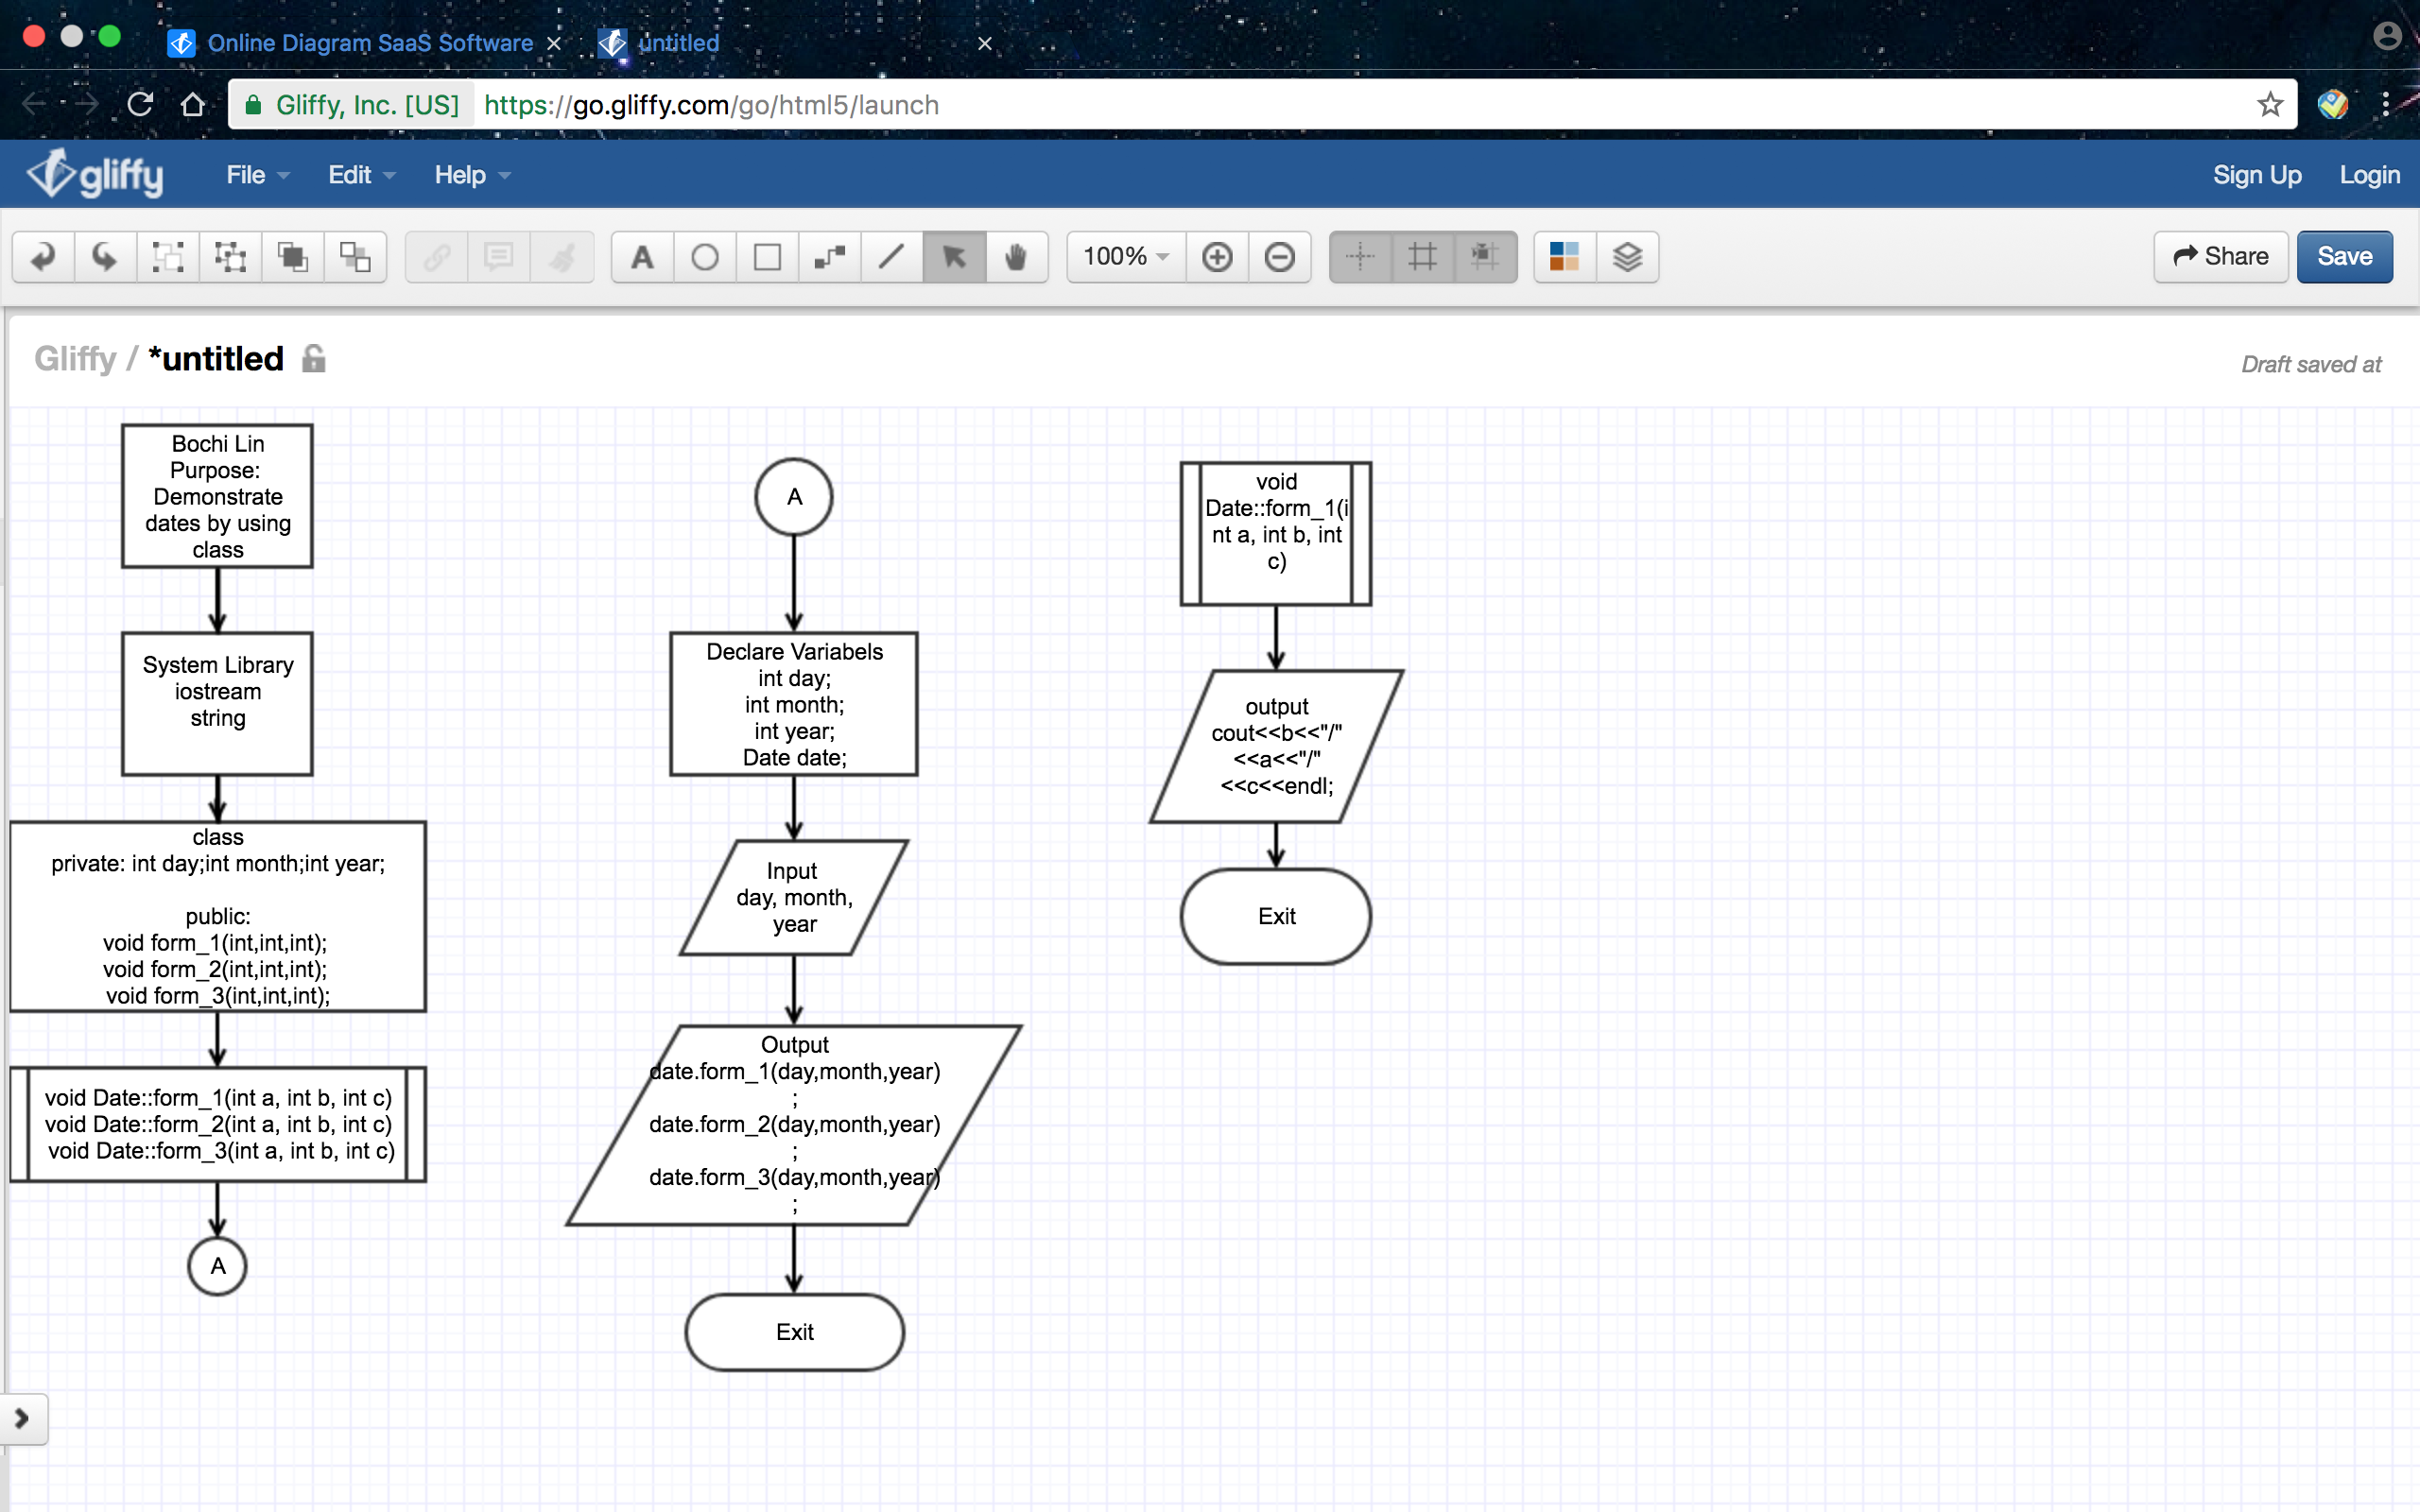 Online Diagram SaaS Software
untitled
Gliffy, Inc. [US]
https://go.gliffy.com/go/html5/launch
gliffy
File
Edit
Help
Sign Up
Login
A
100%
Share
Save
Gliffy / *untitled
Draft saved at
Bochi Lin
Purpose:
Demonstrate
dates by using
class
System Library
iostream
string
class
private: int day;int month;int year;
public:
void form_1(int,int,int);
void form_2(int,int,int);
void form_3(int,int,int);
void Date::form_1(int a, int b, int c)
void Date::form_2(int a, int b, int c)
void Date::form_3(int a, int b, int c)
A
A
Declare Variabels
int day;
int month;
int year;
Date date;
Input
day, month,
year
Output
date.form_1(day,month,year)
;
date.form_2(day,month,year)
;
date.form_3(day,month,year)
;
Exit
void
Date::form_1(i
nt a, int b, int
c)
output
cout<<b<<"/"
<<a<<"/"
<<c<<endl;
Exit